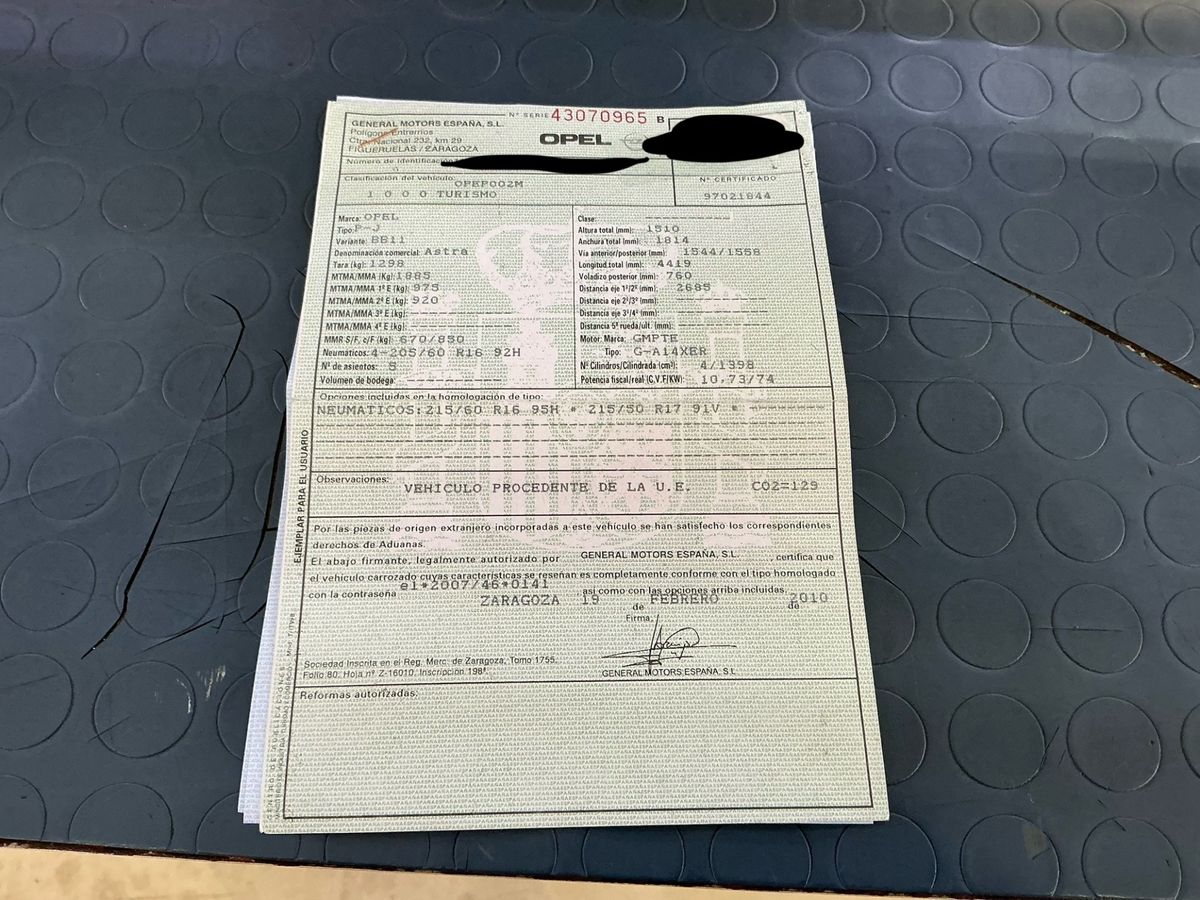 Nº SERIE 43070965 B
GENERAL MOTORS ESPAÑA, S.L.
Polígono Entrerríos
Ctra. Nacional 232, km 29
FIGUERUELAS / ZARAGOZA
OPEL
Número de identificac
Clasificación del vehículo:
OPEP002M
1 0 0 0 TURISMO
Nº CERTIFICADO
97021844
Marca: OPEL
Tipo: P-J
Variante: BB11
Denominación comercial: Astra
Tara (kg): 1298
MTMA/MMA (Kg): 1885
MTMA/MMA 1º E (kg): 975
MTMA/MMA 2º E (kg): 920
MTMA/MMA 3º E (kg):
MTMA/MMA 4º E (kg):
MMR S/F, c/F (kg): 670/850
Neumáticos: 4-205/60 R16 92H
Nº de asientos: 5
Volumen de bodega:
Clase:
Altura total (mm): 1510
Anchura total (mm): 1814
Vía anterior/posterior (mm): 1544/1558
Longitud total (mm): 4419
Voladizo posterior (mm): 760
Distancia eje 1º/2º (mm): 2685
Distancia eje 2º/3º (mm):
Distancia eje 3º/4º (mm):
Distancia 5ª rueda/ult. (mm):
Motor: Marca: GMPTE
Tipo: G-A14XER
Nº Cilindros/Cilindrada (cm³): 4/1398
Potencia fiscal/real (C.V.F/KW): 10,73/74
Opciones incluidas en la homologación de tipo:
NEUMATICOS: 215/60 R16 95H * 215/50 R17 91V *
Observaciones:
VEHICULO PROCEDENTE DE LA U.E. CO2=129
Por las piezas de origen extranjero incorporadas a este vehículo se han satisfecho los correspondientes
derechos de Aduanas.
El abajo firmante, legalmente autorizado por GENERAL MOTORS ESPAÑA, S.L. , certifica que
el vehículo carrozado cuyas características se reseñan es completamente conforme con el tipo homologado
con la contraseña e1*2007/46*0141 así como con las opciones arriba incluidas
ZARAGOZA 19 de FEBRERO de 2010
Firma,
GENERAL MOTORS ESPAÑA, S.L
Sociedad Inscrita en el Reg. Merc. de Zaragoza, Tomo 1755.
Folio 80, Hoja nº Z-16010, Inscripción 198ª
Reformas autorizadas:
EJEMPLAR PARA EL USUARIO